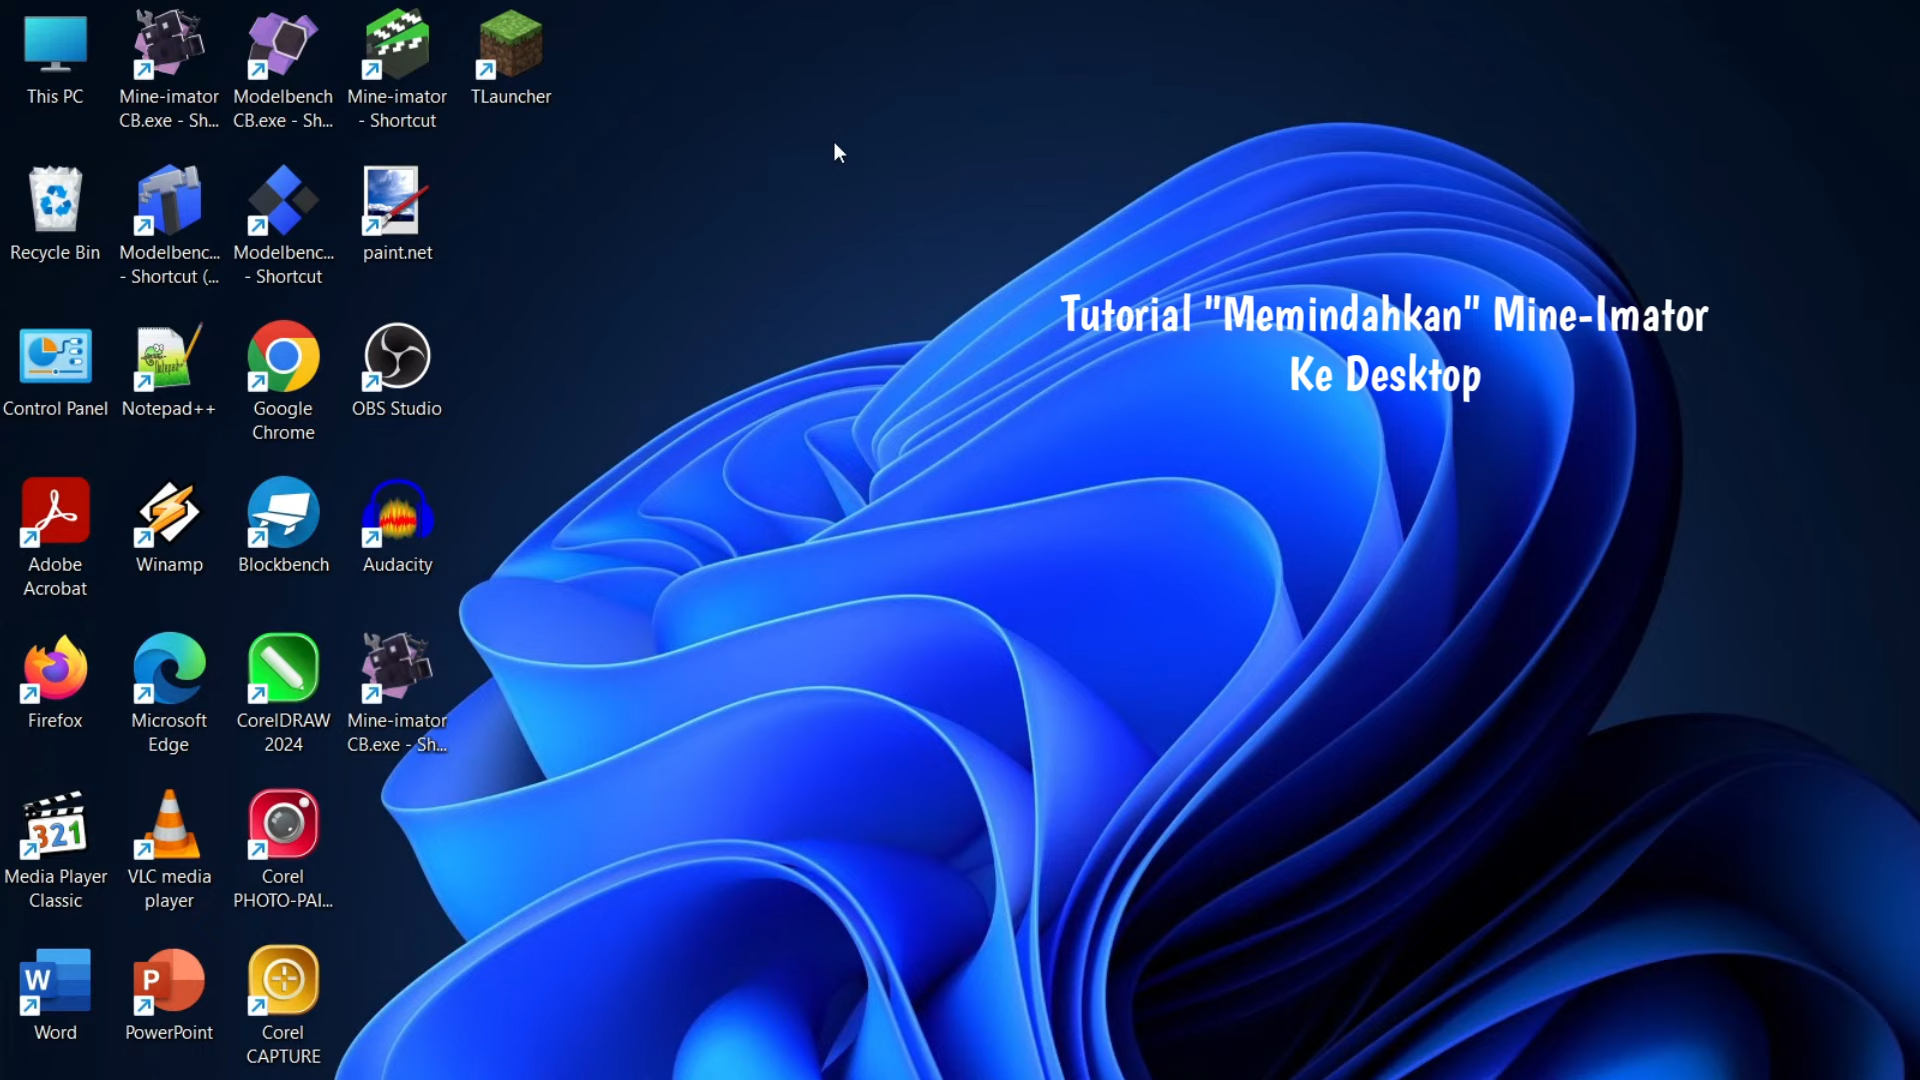 This PC
Mine-imator
CB.exe - Sh...
Modelbench
CB.exe - Sh...
Mine-imator
- Shortcut
TLauncher
Recycle Bin
Modelbenc...
- Shortcut (...
Modelbenc...
- Shortcut
paint.net
Tutorial "Memindahkan" Mine-Imator
Ke Desktop
Control Panel
Notepad++
Google
Chrome
OBS Studio
Adobe
Acrobat
Winamp
Blockbench
Audacity
Firefox
Microsoft
Edge
CorelDRAW
2024
Mine-imator
CB.exe - Sh...
321
Media Player
Classic
VLC media
player
Corel
PHOTO-PAI...
W
Word
P
PowerPoint
Corel
CAPTURE